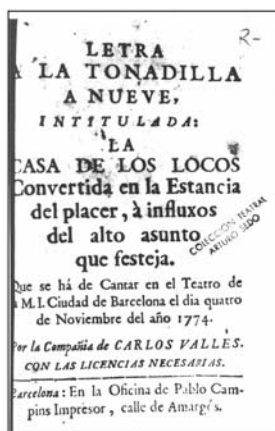 R-
LETRA
A LA TONADILLA
A NUEVE,
INTITULADA:
LA
CASA DE LOS LOCOS
Convertida en la Estancia
del placer, à influxos
del alto asunto
que festeja.
COLECCIÓN TEATRAL
ARTURO SEDO
Que se há de Cantar en el Teatro de
a M. I. Ciudad de Barcelona el dia quatro
de Noviembre del año 1774.
Por la Compañia de CARLOS VALLES.
CON LAS LICENCIAS NECESARIAS.
Barcelona: En la Oficina de Pablo Cam-
pins Impresor, calle de Amargós.